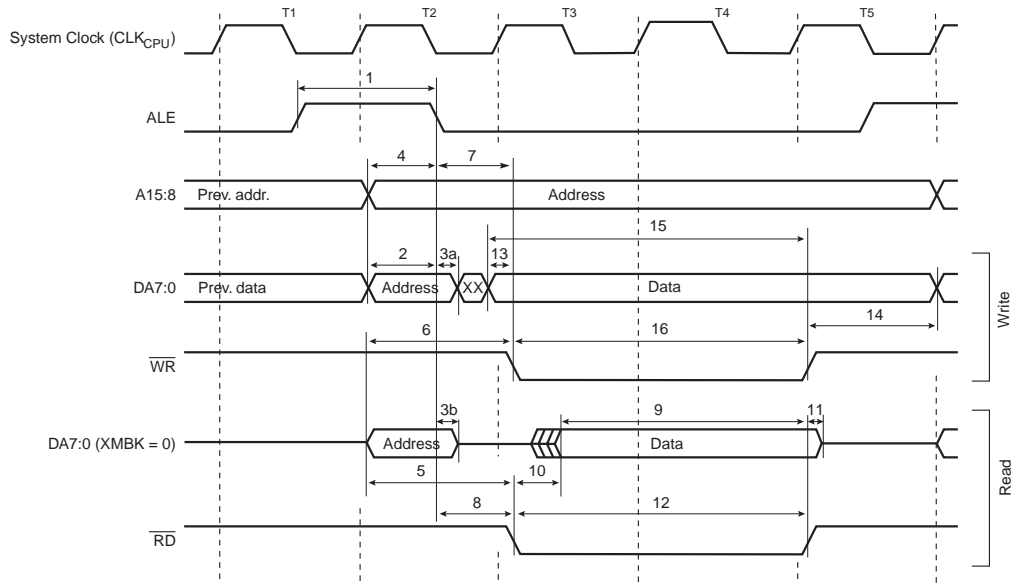 T1 T2 T3 T4 T5
System Clock (CLKCPU)
1
ALE
4 7
A15:8 Prev. addr. Address
15
2 3a 13
DA7:0 Prev. data Address XX Data
14
6 16
WR
Write
3b 9 11
DA7:0 (XMBK = 0) Address Data
5 10
8 12
RD
Read